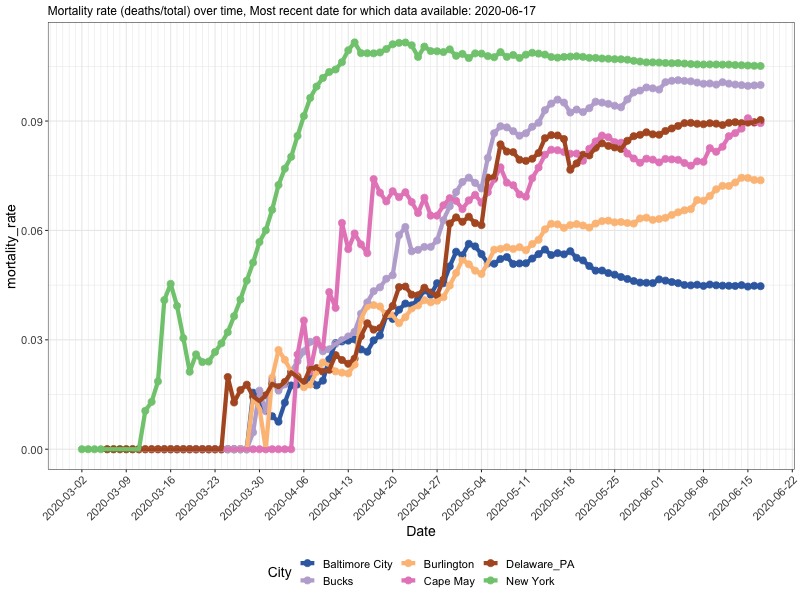 Mortality rate (deaths/total) over time, Most recent date for which data available: 2020-06-17
mortality_rate
0.09
0.06
0.03
0.00
2020-03-02
2020-03-09
2020-03-16
2020-03-23
2020-03-30
2020-04-06
2020-04-13
2020-04-20
2020-04-27
2020-05-04
2020-05-11
2020-05-18
2020-05-25
2020-06-01
2020-06-08
2020-06-15
2020-06-22
Date
City
Baltimore City
Burlington
Delaware_PA
Bucks
Cape May
New York